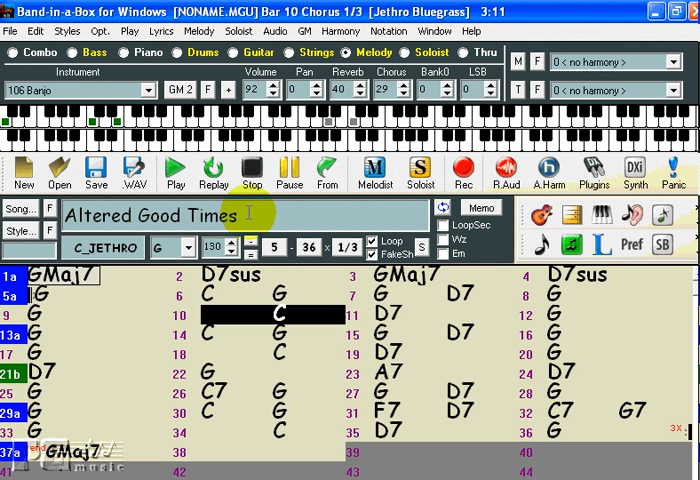 Band-in-a-Box for Windows [NONAME.MGU] Bar 10 Chorus 1/3 [Jethro Bluegrass] 3:11
File Edit Styles Opt. Play Lyrics Melody Soloist Audio GM Harmony Notation Window Help
Combo Bass Piano Drums Guitar Strings Melody Soloist Thru
M F 0 < no harmony >
Instrument Volume Pan Reverb Chorus Bank0 LSB
106 Banjo GM 2 F + 92 0 40 29 0 0
T F 0 < no harmony >
New Open Save .WAV Play Replay Stop Pause From Melodist Soloist Rec R.Aud A.Harm Plugins Synth Panic
M S DXi
Song... F Altered Good Times Memo
Style... F LoopSec
C_JETHRO G 130 - = 5 - 36 x 1/3 Loop FakeSh S Wz Em L Pref SB
1a GMaj7 2 D7sus 3 GMaj7 4 D7sus
5a G 6 C G 7 G D7 8 G
9 G 10 C 11 D7 12 G
13a G 14 C G 15 G D7 16 G
17 G 18 C 19 D7 20 G
21b D7 22 G 23 A7 24 D7
25 G 26 C7 G 27 G D7 28 G
29a G 30 C G 31 F7 D7 32 C7 G7
33 G 34 C 35 D7 36 G 3X:
37a end GMaj7 38 39 40
music
41 42 43 44